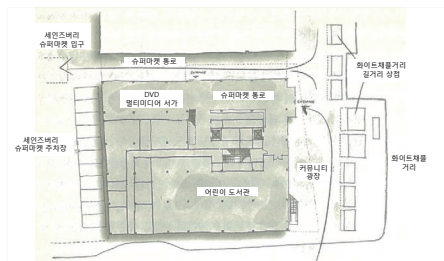 세인즈버리
슈퍼마켓 입구
슈퍼마켓 통로
화이트채플거리
길거리 상점
DVD
멀티미디어 서가
슈퍼마켓 통로
세인즈버리
슈퍼마켓 주차장
커뮤니티
광장
화이트채플
거리
어린이 도서관